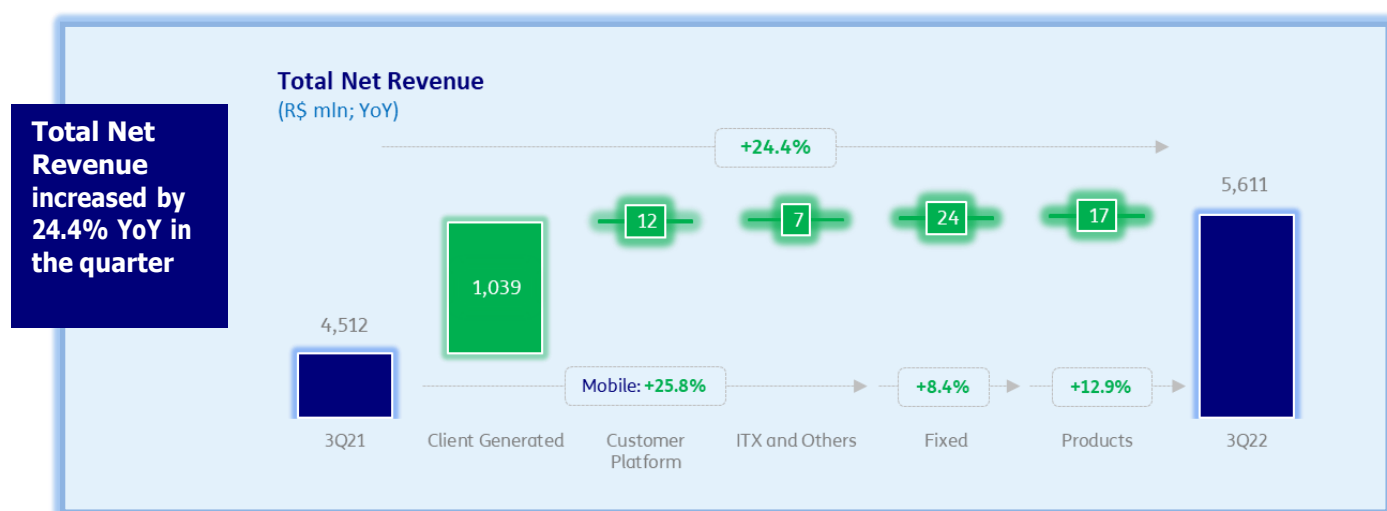 Total Net Revenue
(R$ mln; YoY)
Total Net
Revenue
increased by
24.4% YoY in
the quarter
+24.4%
5,611
12
7
24
17
1,039
4,512
Mobile: +25.8%
+8.4%
+12.9%
3Q21
Client Generated
Customer
Platform
ITX and Others
Fixed
Products
3Q22